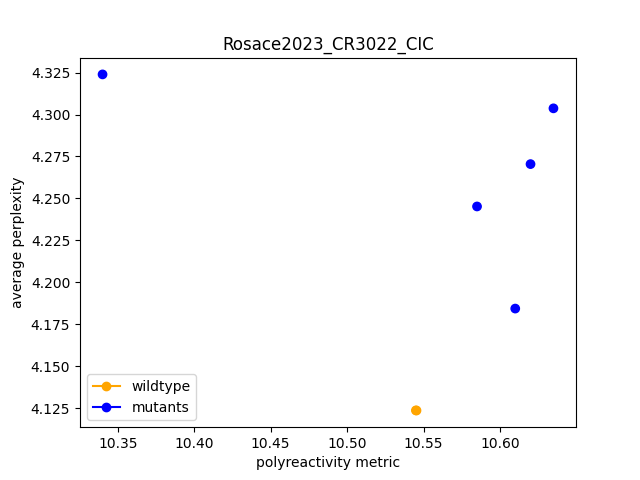 Rosace2023_CR3022_CIC
4.325
4.300
4.275
4.250
4.225
4.200
4.175
4.150
4.125
average perplexity
wildtype
mutants
10.35 10.40 10.45 10.50 10.55 10.60
polyreactivity metric